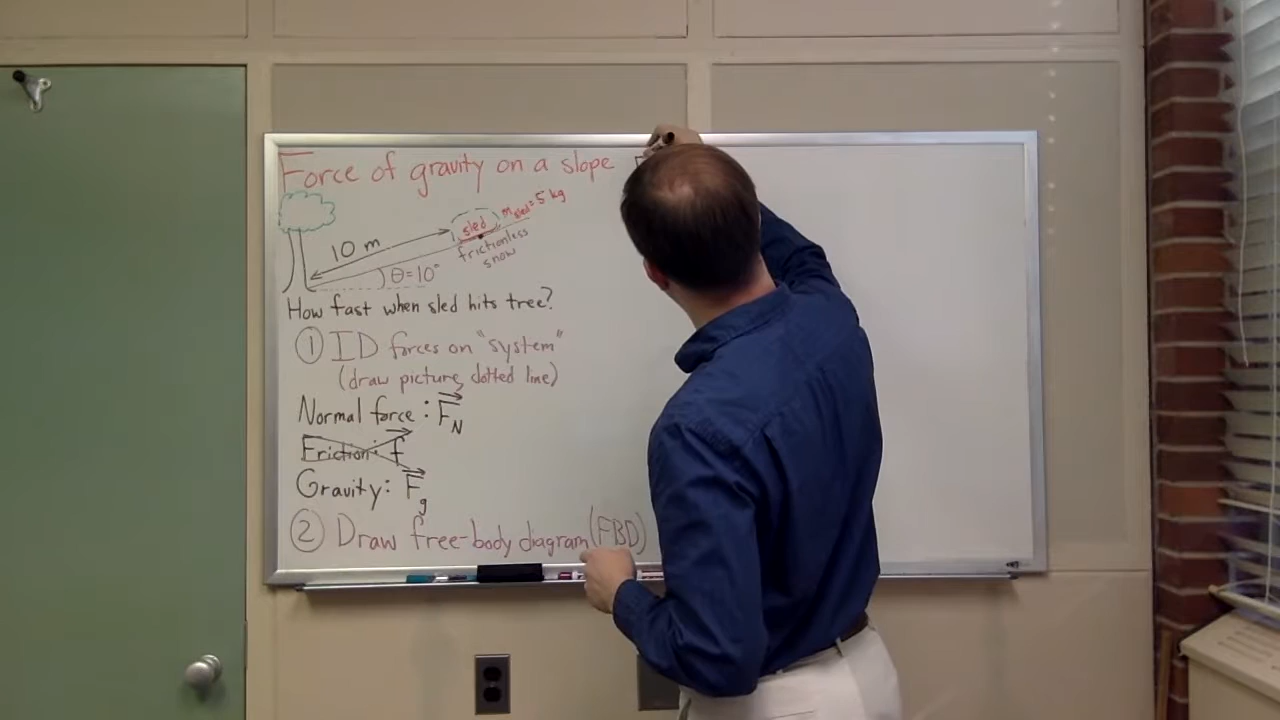 Force of gravity on a slope
sled
m sled = 5 kg
10 m
frictionless
snow
θ=10°
How fast when sled hits tree?
① ID forces on "system"
(draw picture, dotted line)
Normal force: F⃗_N
Friction: f⃗
Gravity: F⃗_g
② Draw free-body diagram (FBD)